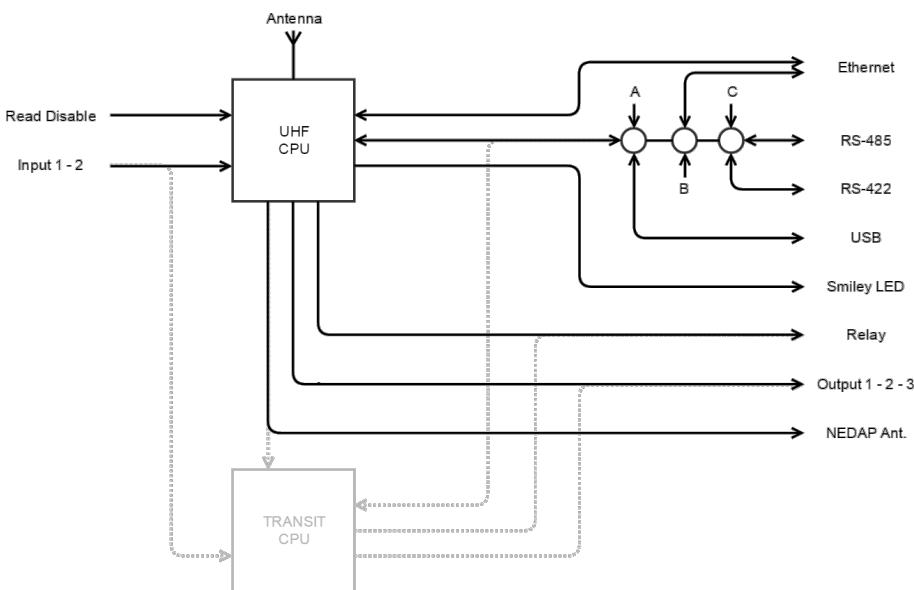 Antenna
Ethernet
A
C
Read Disable
UHF
CPU
Input 1 - 2
RS-485
B
RS-422
USB
Smiley LED
Relay
Output 1 - 2 - 3
NEDAP Ant.
TRANSIT
CPU